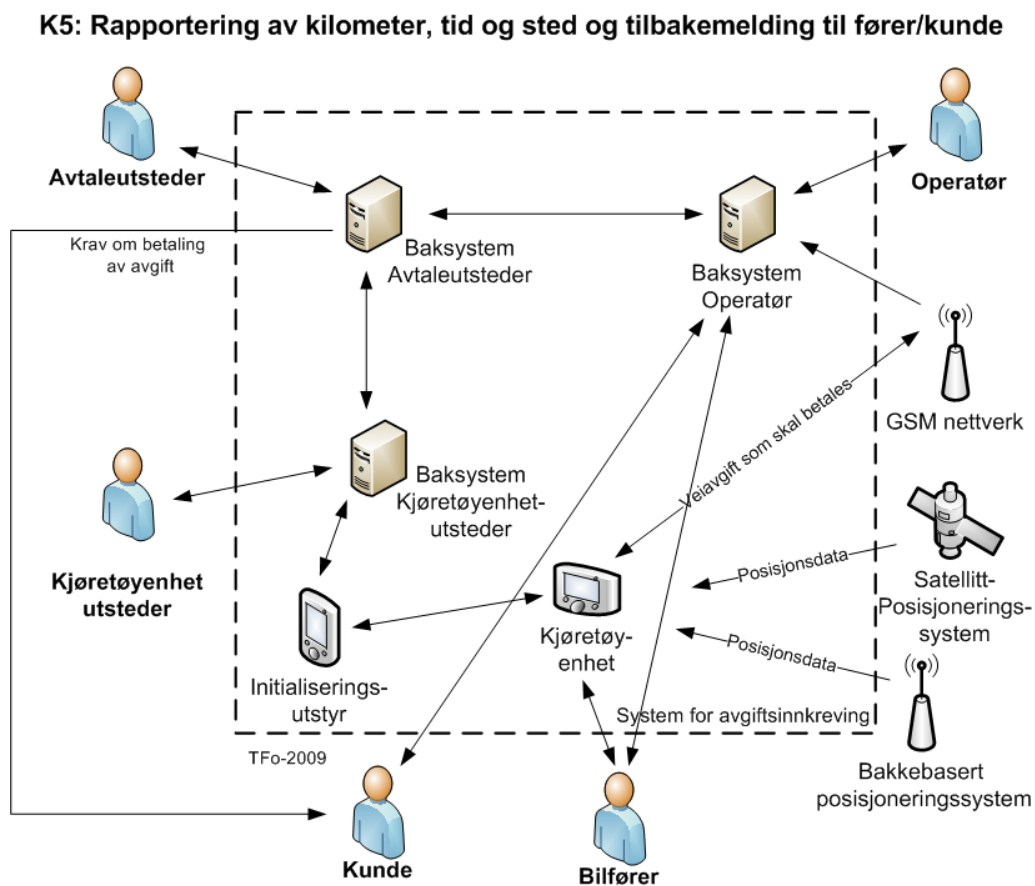 K5: Rapportering av kilometer, tid og sted og tilbakemelding til fører/kunde
Avtaleutsteder
Operatør
Krav om betaling
av avgift
Baksystem
Avtaleutsteder
Baksystem
Operatør
GSM nettverk
Veiavgift som skal betales
Baksystem
Kjøretøyenhet-
utsteder
Kjøretøyenhet
utsteder
Posisjonsdata
Satellitt-
Posisjonerings-
system
Kjøretøy-
enhet
Posisjonsdata
Initialiserings-
utstyr
System for avgiftsinnkreving
TFo-2009
Bakkebasert
posisjoneringssystem
Kunde
Bilfører